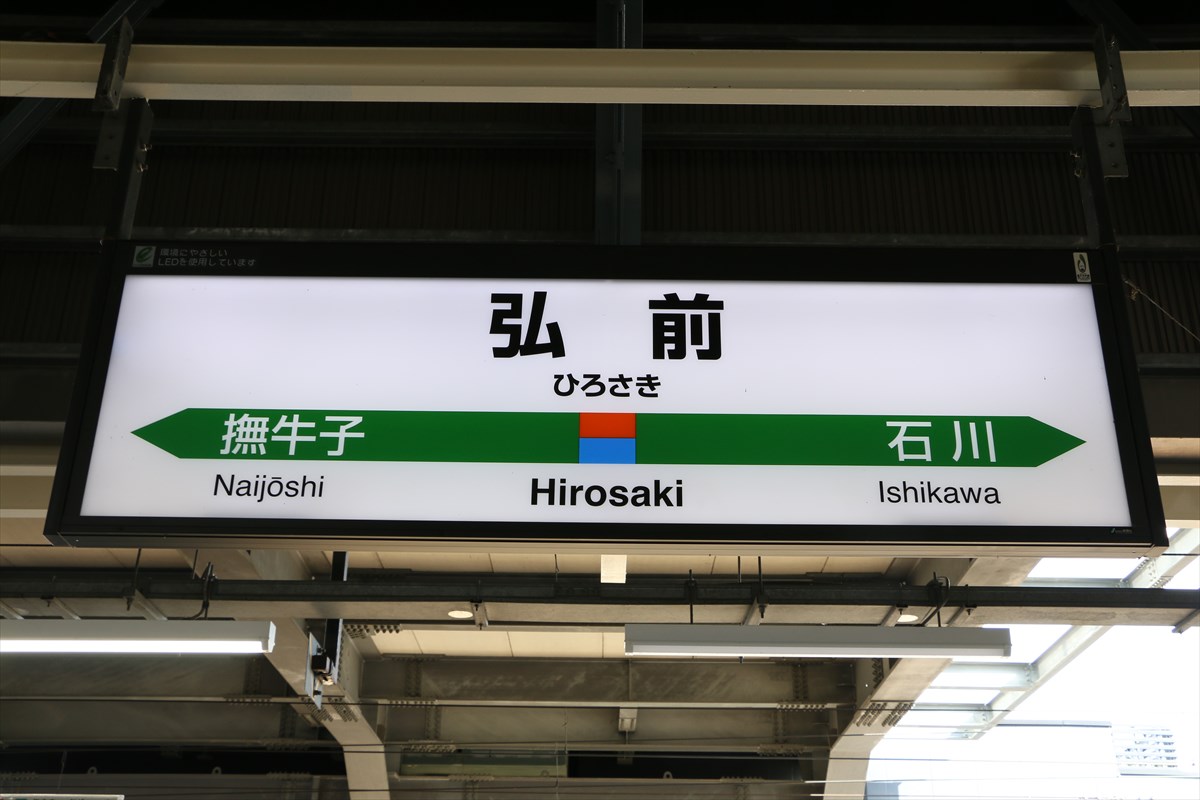 環境にやさしい
LEDを使用しています
弘前
ひろさき
撫牛子 石川
Naijōshi Hirosaki Ishikawa